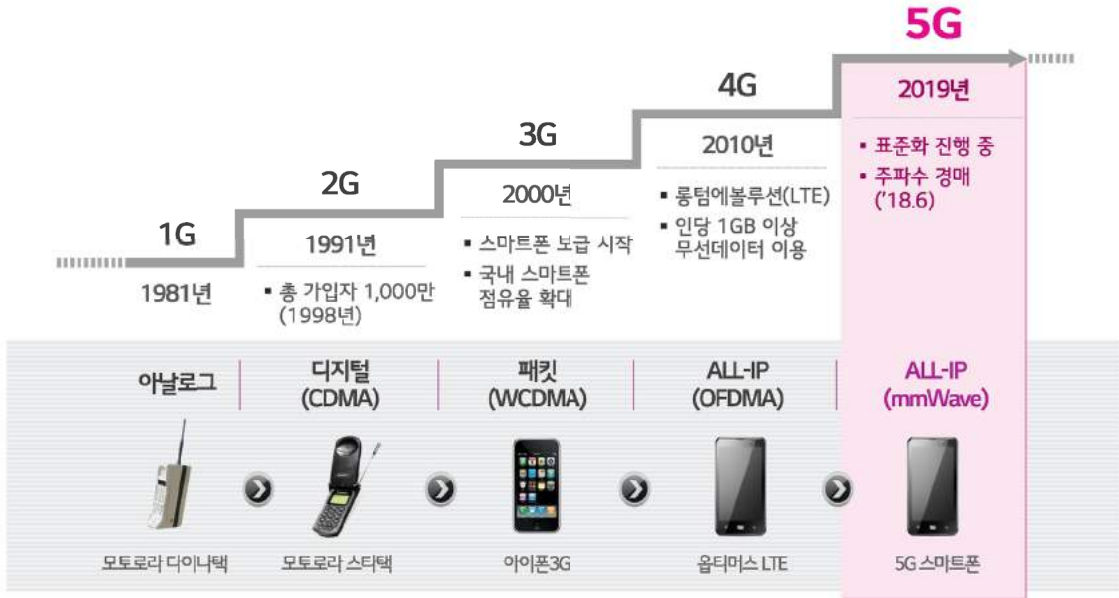 1G
1981년
2G
1991년
▪ 총 가입자 1,000만
(1998년)
3G
2000년
▪ 스마트폰 보급 시작
▪ 국내 스마트폰
점유율 확대
4G
2010년
▪ 롱텀에볼루션(LTE)
▪ 인당 1GB 이상
무선데이터 이용
5G
2019년
▪ 표준화 진행 중
▪ 주파수 경매
('18.6)
아날로그
디지털
(CDMA)
패킷
(WCDMA)
ALL-IP
(OFDMA)
ALL-IP
(mmWave)
모토로라 다이나택
모토로라 스타택
아이폰3G
옵티머스 LTE
5G 스마트폰